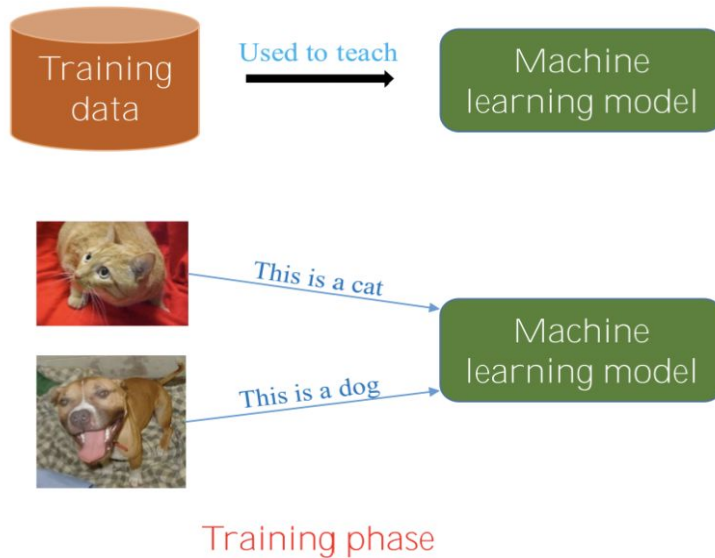 Training
data
Used to teach
Machine
learning model
This is a cat
This is a dog
Machine
learning model
Training phase